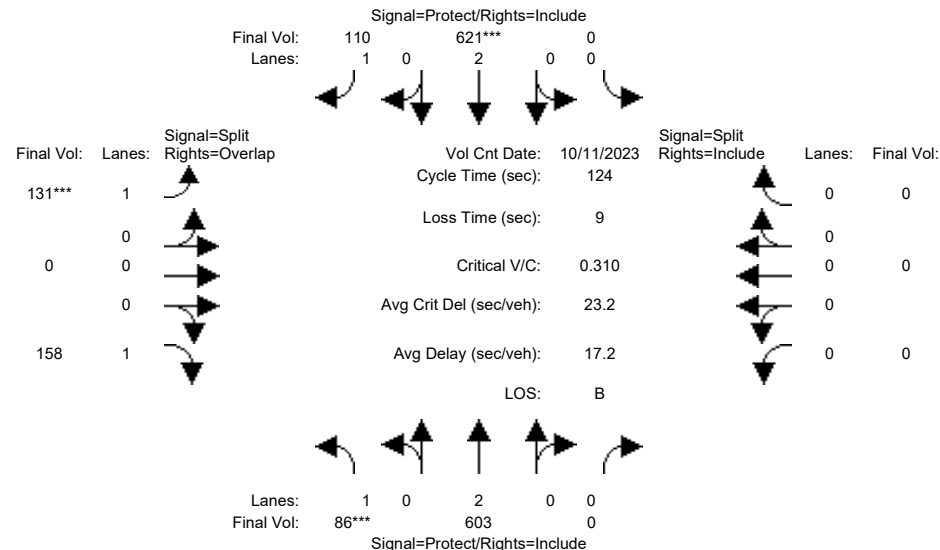 Signal=Protect/Rights=Include
Final Vol: 110 621*** 0
Lanes: 1 0 2 0 0
Signal=Split Signal=Split
Final Vol: Lanes: Rights=Overlap Vol Cnt Date: 10/11/2023 Rights=Include Lanes: Final Vol:
Cycle Time (sec): 124
131*** 1 0 0
Loss Time (sec): 9
0 0
0 0 Critical V/C: 0.310 0 0
0 Avg Crit Del (sec/veh): 23.2 0
158 1 Avg Delay (sec/veh): 17.2 0 0
LOS: B
Lanes: 1 0 2 0 0
Final Vol: 86*** 603 0
Signal=Protect/Rights=Include